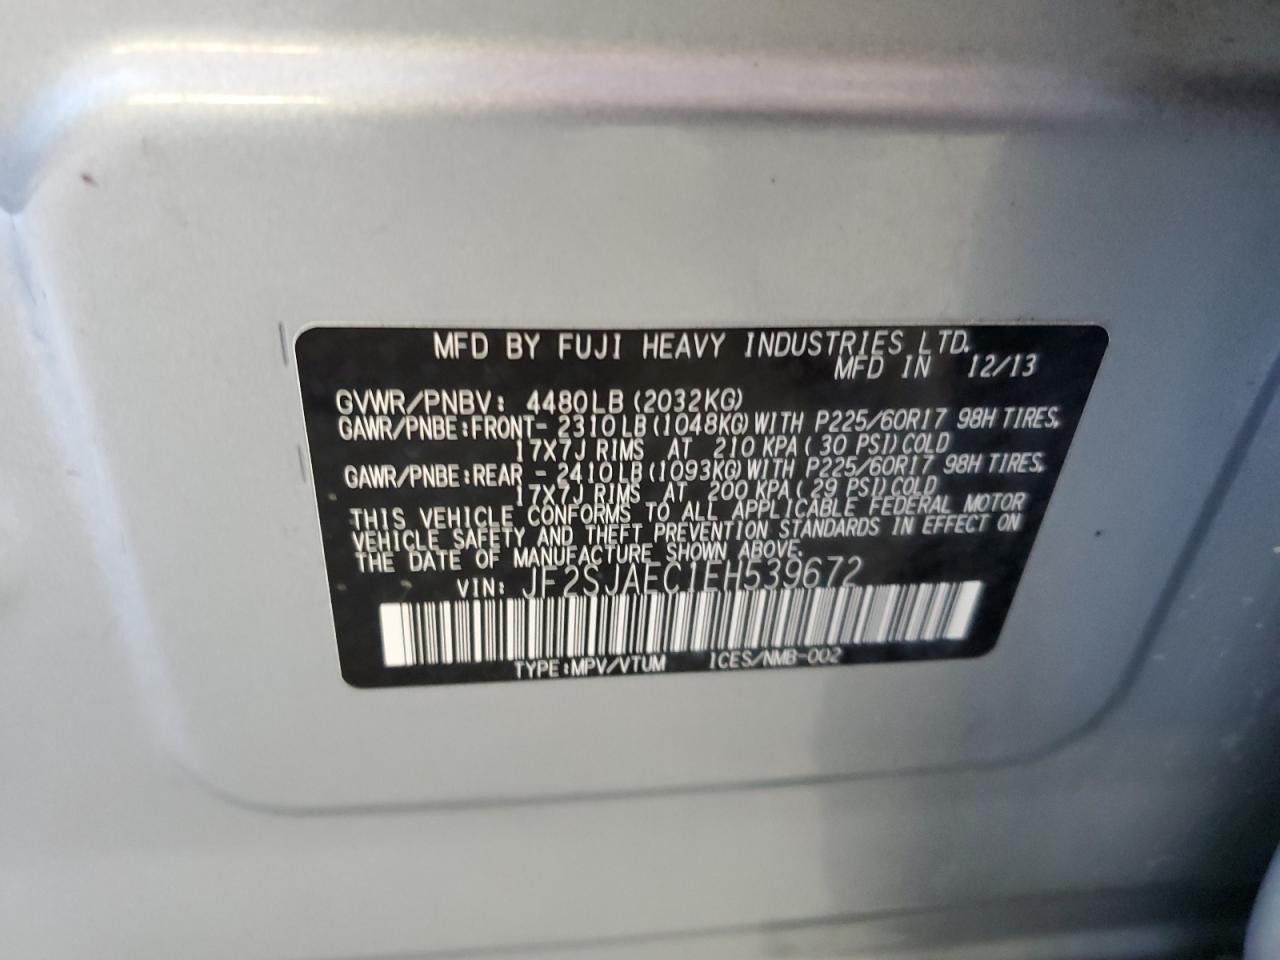 MFD BY FUJI HEAVY INDUSTRIES LTD.
MFD IN 12/13
GVWR/PNBV: 4480LB (2032KG)
GAWR/PNBE:FRONT- 2310LB (1048KG) WITH P225/60R17 98H TIRES,
17X7J RIMS AT 210 KPA (30 PSI) COLD
GAWR/PNBE:REAR - 2410LB (1093KG) WITH P225/60R17 98H TIRES,
17X7J RIMS AT 200 KPA (29 PSI) COLD
THIS VEHICLE CONFORMS TO ALL APPLICABLE FEDERAL MOTOR
VEHICLE SAFETY AND THEFT PREVENTION STANDARDS IN EFFECT ON
THE DATE OF MANUFACTURE SHOWN ABOVE.
VIN: JF2SJAEC1EH539672
TYPE:MPV/VTUM ICES/NMB-002